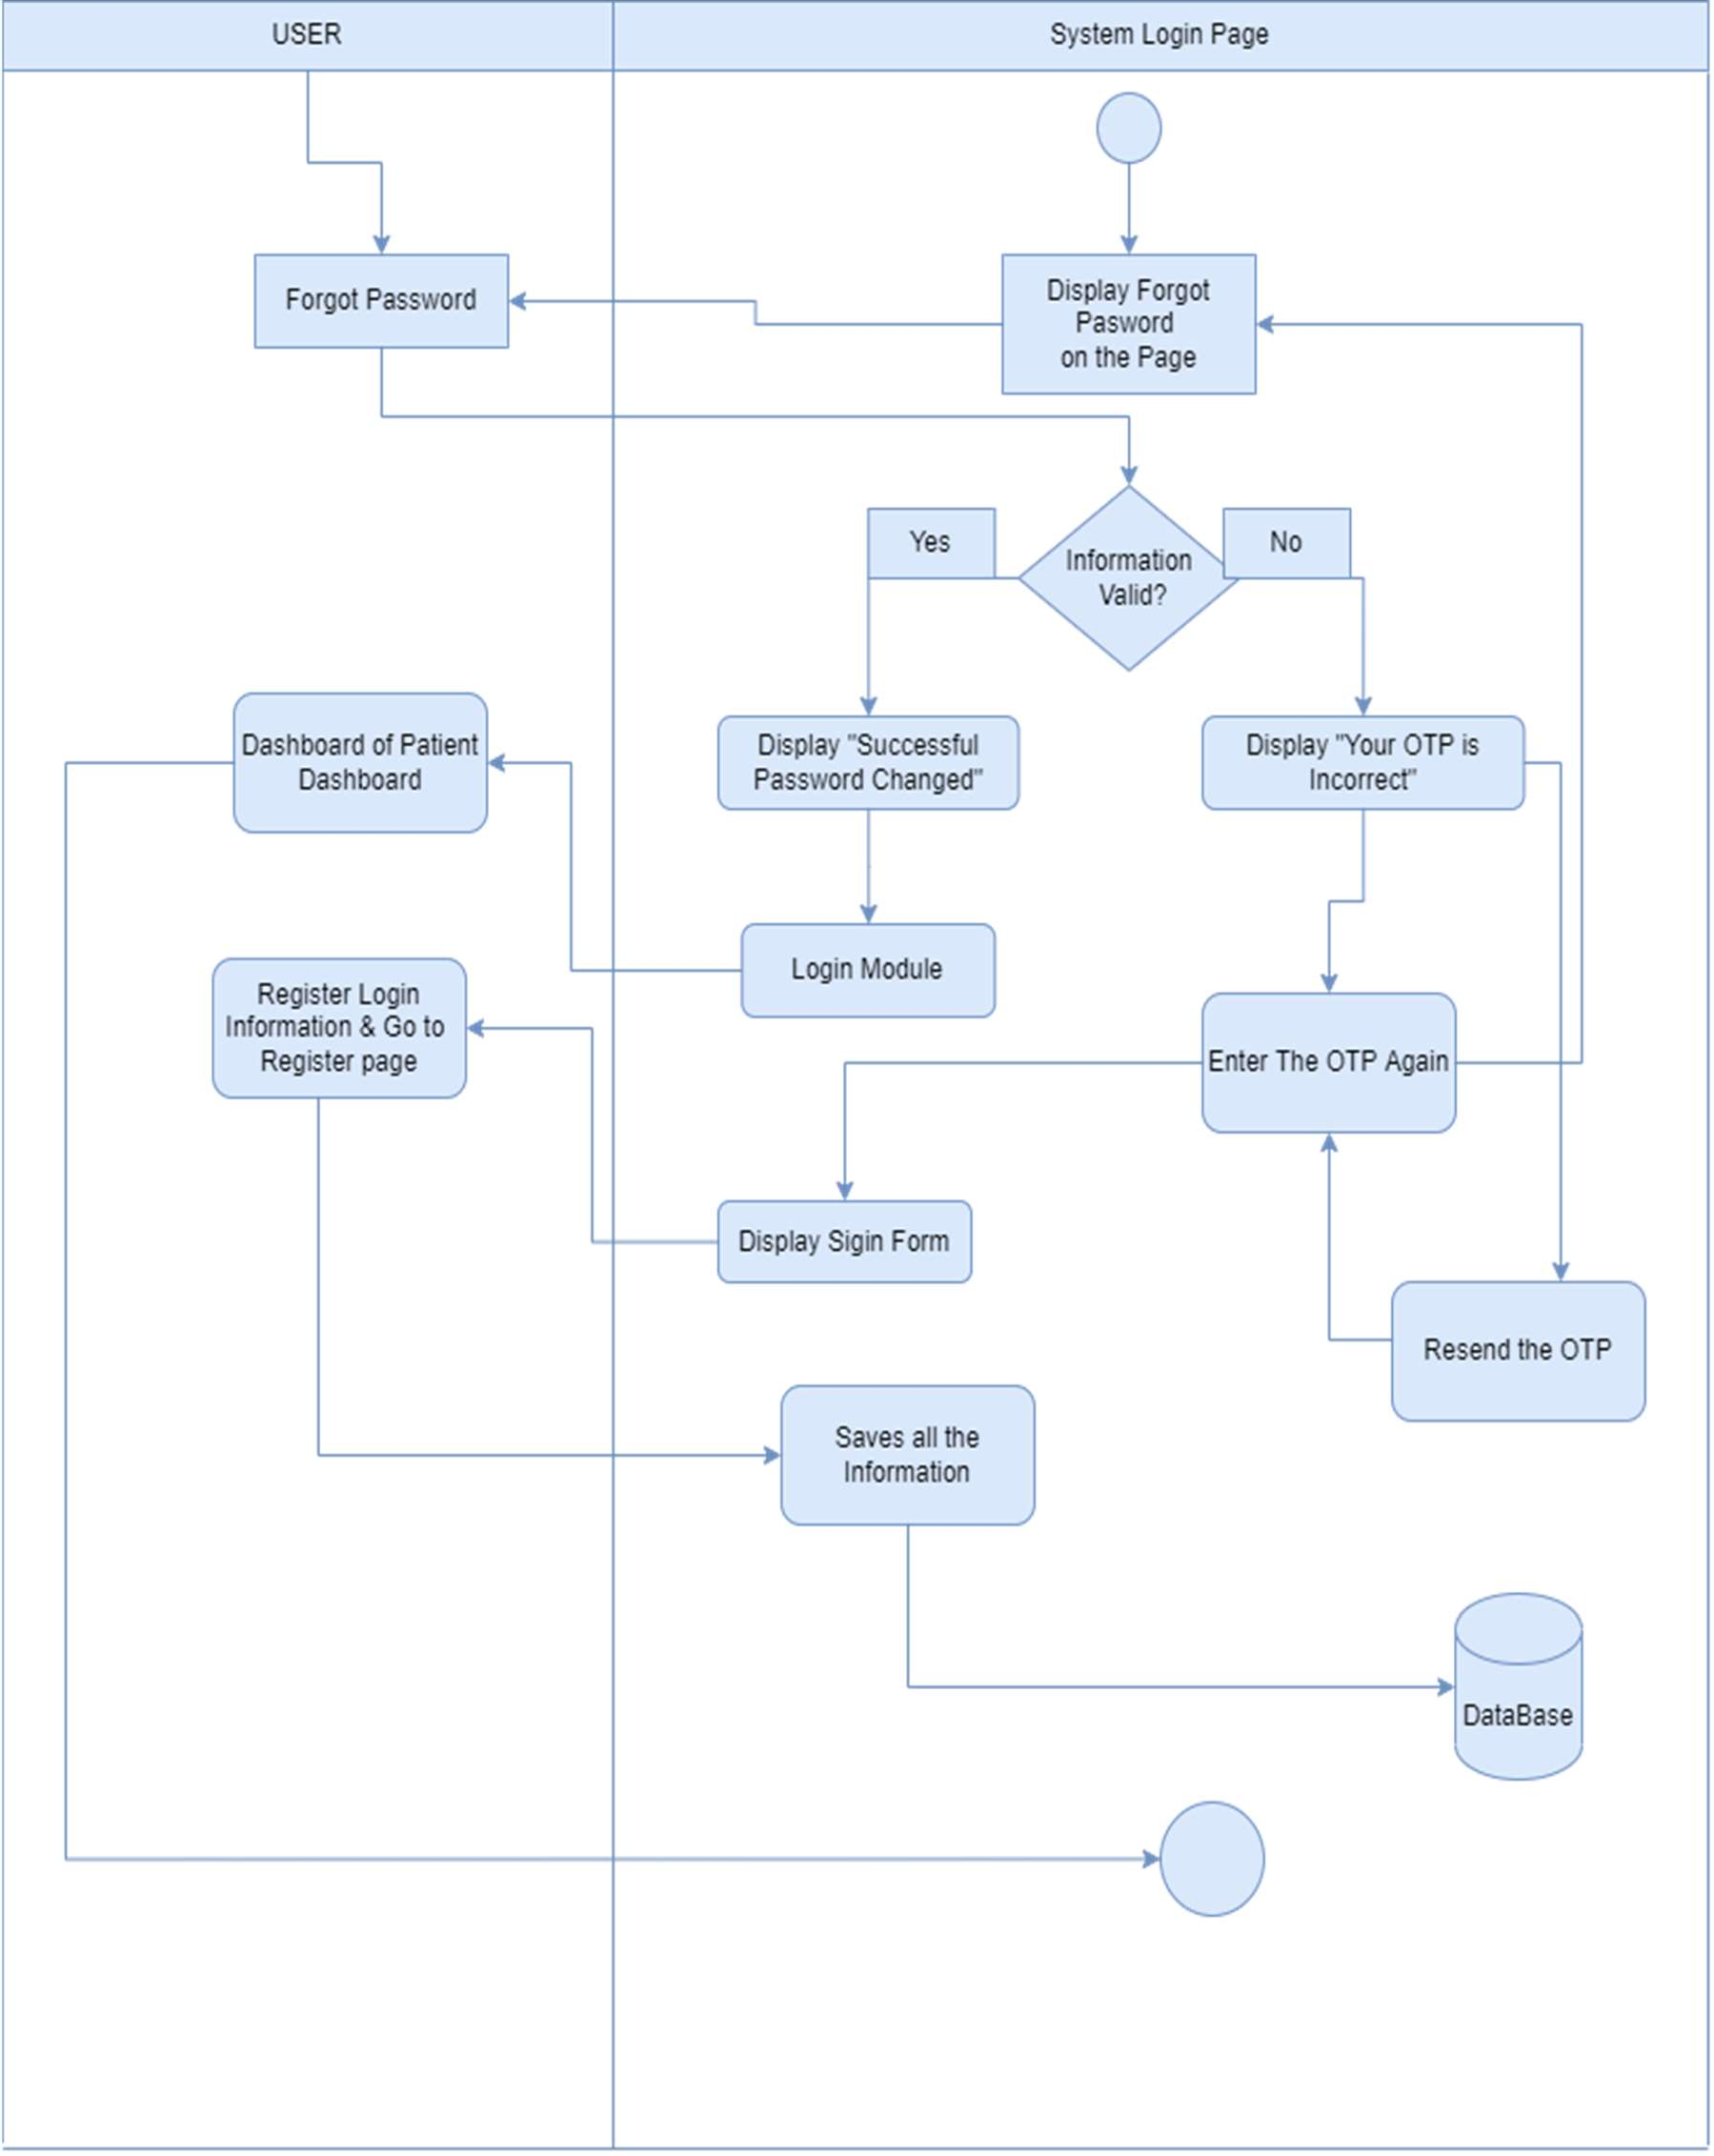 USER
System Login Page
Forgot Password
Display Forgot
Pasword
on the Page
Yes
Information
Valid?
No
Dashboard of Patient
Dashboard
Display "Successful
Password Changed"
Display "Your OTP is
Incorrect"
Login Module
Register Login
Information & Go to
Register page
Enter The OTP Again
Display Sigin Form
Resend the OTP
Saves all the
Information
DataBase